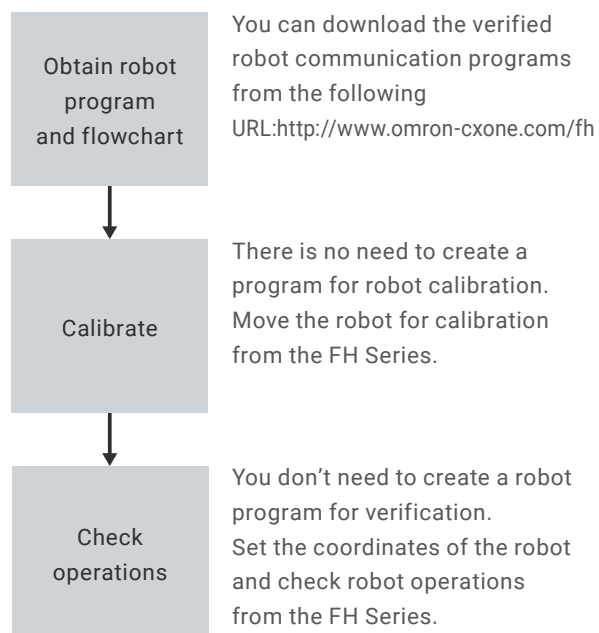 Obtain robot
program
and flowchart
You can download the verified
robot communication programs
from the following
URL:http://www.omron-cxone.com/fh
Calibrate
There is no need to create a
program for robot calibration.
Move the robot for calibration
from the FH Series.
Check
operations
You don’t need to create a robot
program for verification.
Set the coordinates of the robot
and check robot operations
from the FH Series.